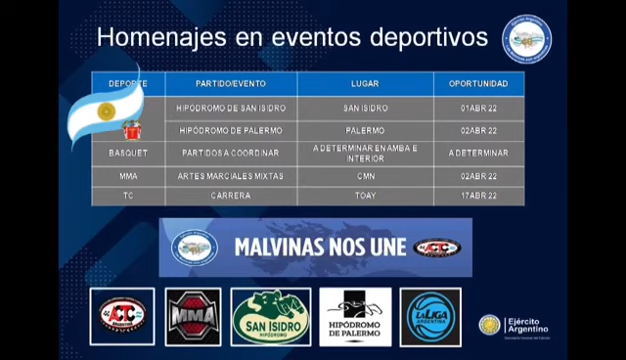 Homenajes en eventos deportivos
DEPORTE PARTIDO/EVENTO LUGAR OPORTUNIDAD
HIPÓDROMO DE SAN ISIDRO SAN ISIDRO 01ABR 22
HIPÓDROMO DE PALERMO PALERMO 02ABR 22
BASQUET PARTIDOS A COORDINAR A DETERMINAR EN AMBA E INTERIOR A DETERMINAR
MMA ARTES MARCIALES MIXTAS CMN 02ABR 22
TC CARRERA TOAY 17ABR 22
MALVINAS NOS UNE
ACTC
MMA
SAN ISIDRO
HIPÓDROMO
HIPÓDROMO
DE PALERMO
LALIGA
ARGENTINA
Ejército
Argentino